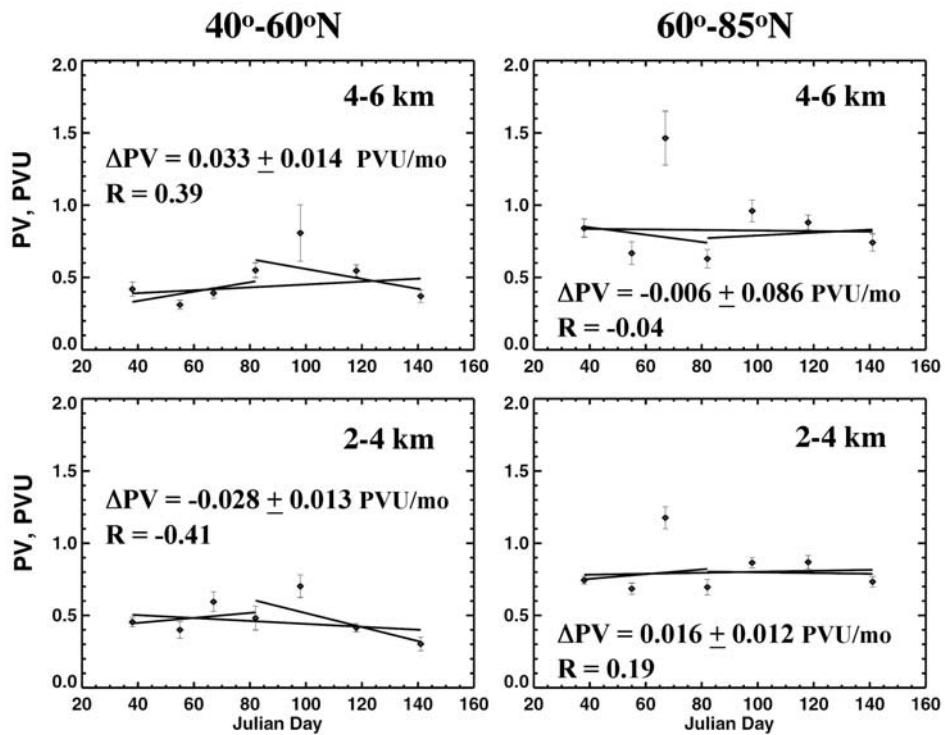 40°-60°N
60°-85°N
2.0
1.5
1.0
0.5
0.0
PV, PVU
4-6 km
ΔPV = 0.033 ± 0.014 PVU/mo
R = 0.39
20 40 60 80 100 120 140 160
Julian Day
2.0
1.5
1.0
0.5
0.0
4-6 km
ΔPV = -0.006 ± 0.086 PVU/mo
R = -0.04
20 40 60 80 100 120 140 160
Julian Day
2.0
1.5
1.0
0.5
0.0
PV, PVU
2-4 km
ΔPV = -0.028 ± 0.013 PVU/mo
R = -0.41
20 40 60 80 100 120 140 160
Julian Day
2.0
1.5
1.0
0.5
0.0
2-4 km
ΔPV = 0.016 ± 0.012 PVU/mo
R = 0.19
20 40 60 80 100 120 140 160
Julian Day